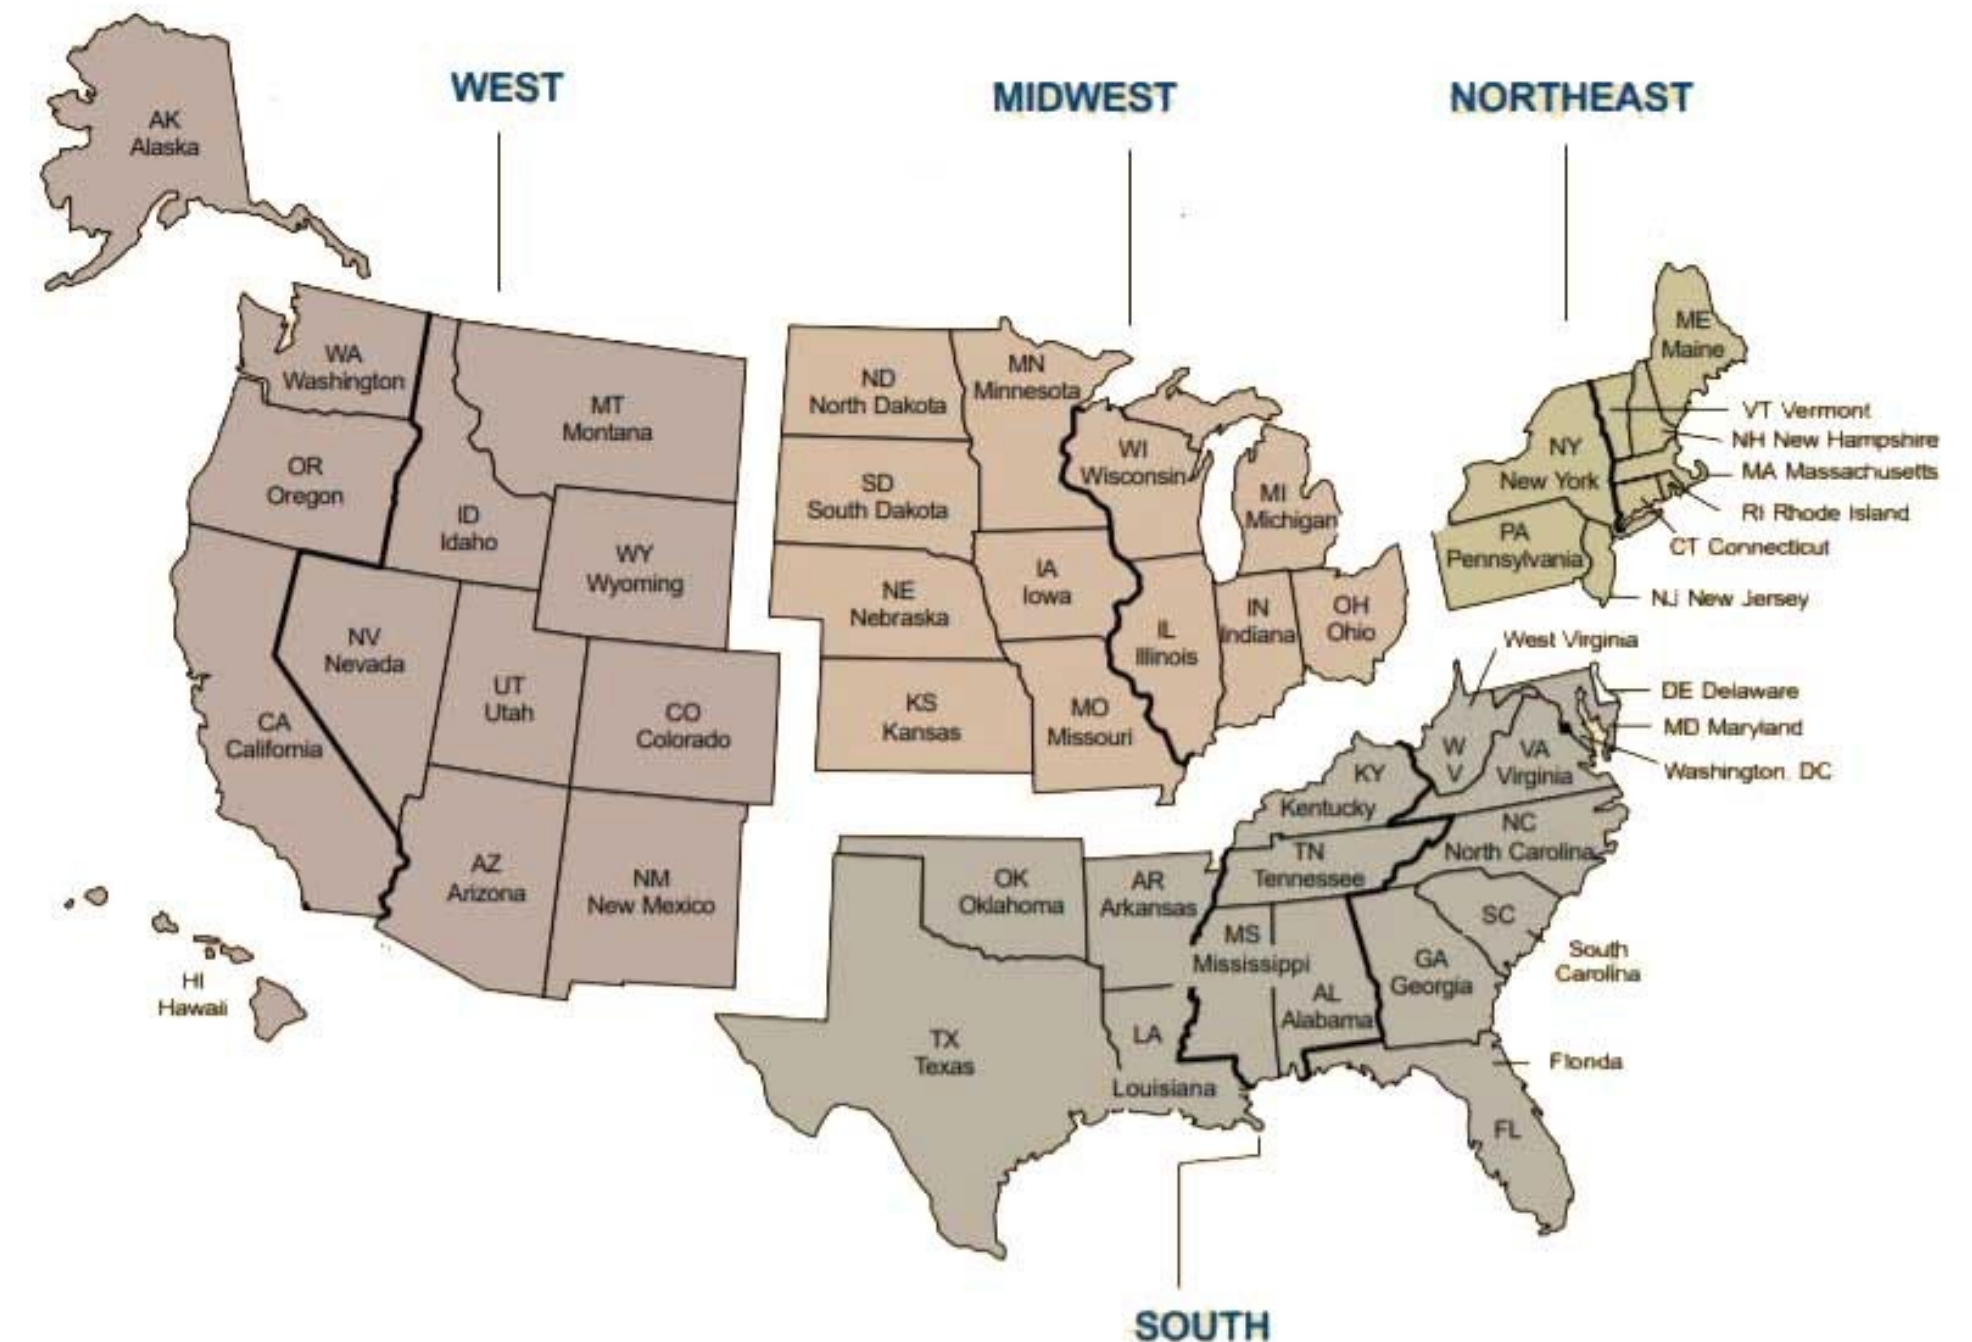 WEST
MIDWEST
NORTHEAST
AK
Alaska
WA
Washington
MT
Montana
OR
Oregon
ID
Idaho
WY
Wyoming
NV
Nevada
UT
Utah
CO
Colorado
CA
California
AZ
Arizona
NM
New Mexico
HI
Hawaii
ND
North Dakota
MN
Minnesota
SD
South Dakota
WI
Wisconsin
MI
Michigan
NE
Nebraska
IA
Iowa
IL
Illinois
IN
Indiana
OH
Ohio
KS
Kansas
MO
Missouri
ME
Maine
VT Vermont
NH New Hampshire
NY
New York
MA Massachusetts
RI Rhode Island
CT Connecticut
PA
Pennsylvania
NJ New Jersey
West Virginia
DE Delaware
MD Maryland
Washington, DC
W
V
VA
Virginia
KY
Kentucky
NC
North Carolina
TN
Tennessee
OK
Oklahoma
AR
Arkansas
SC
South
Carolina
MS
Mississippi
GA
Georgia
AL
Alabama
TX
Texas
LA
Louisiana
Florida
FL
SOUTH